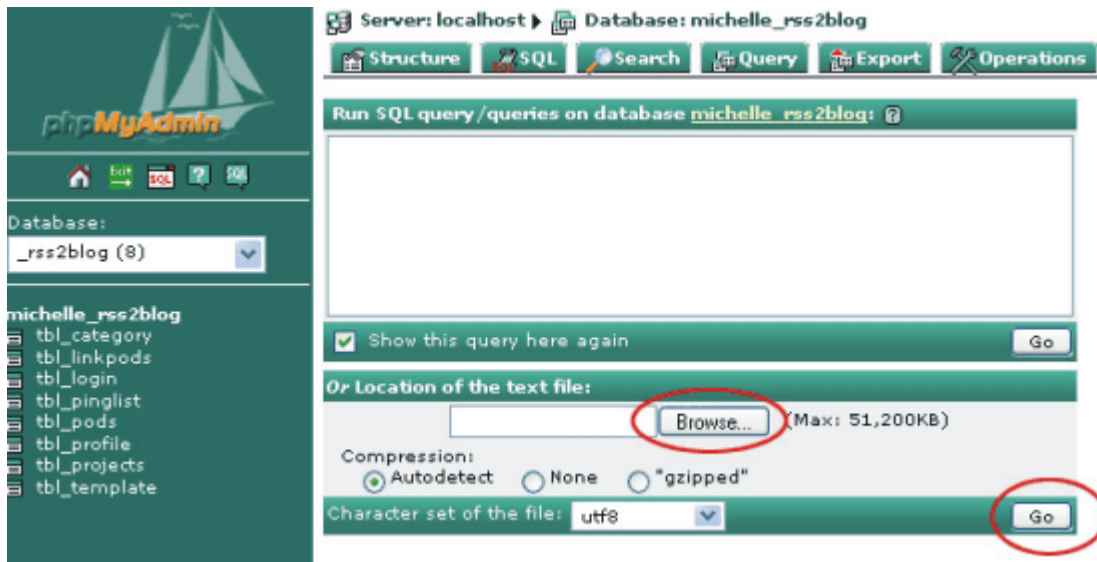 Server: localhost Database: michelle_rss2blog
Structure SQL Search Query Export Operations
phpMyAdmin
Exit SQL ? SQL
Database:
_rss2blog (8)
michelle_rss2blog
tbl_category
tbl_linkpods
tbl_login
tbl_pinglist
tbl_pods
tbl_profile
tbl_projects
tbl_template
Run SQL query/queries on database michelle_rss2blog: ?
Show this query here again Go
Or Location of the text file:
Browse... (Max: 51,200KB)
Compression:
Autodetect None "gzipped"
Character set of the file: utf8 Go